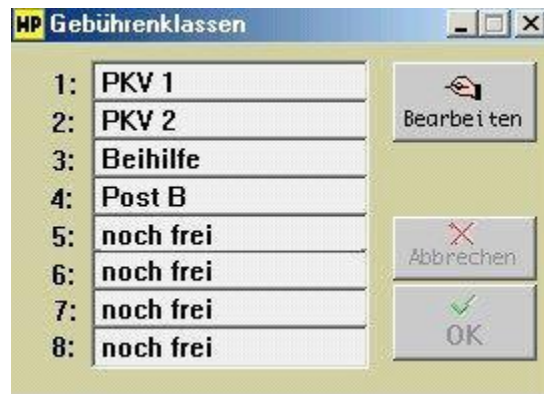 HP Gebührenklassen
1: PKV 1
2: PKV 2
3: Beihilfe
4: Post B
5: noch frei
6: noch frei
7: noch frei
8: noch frei
Bearbeiten
Abbrechen
OK